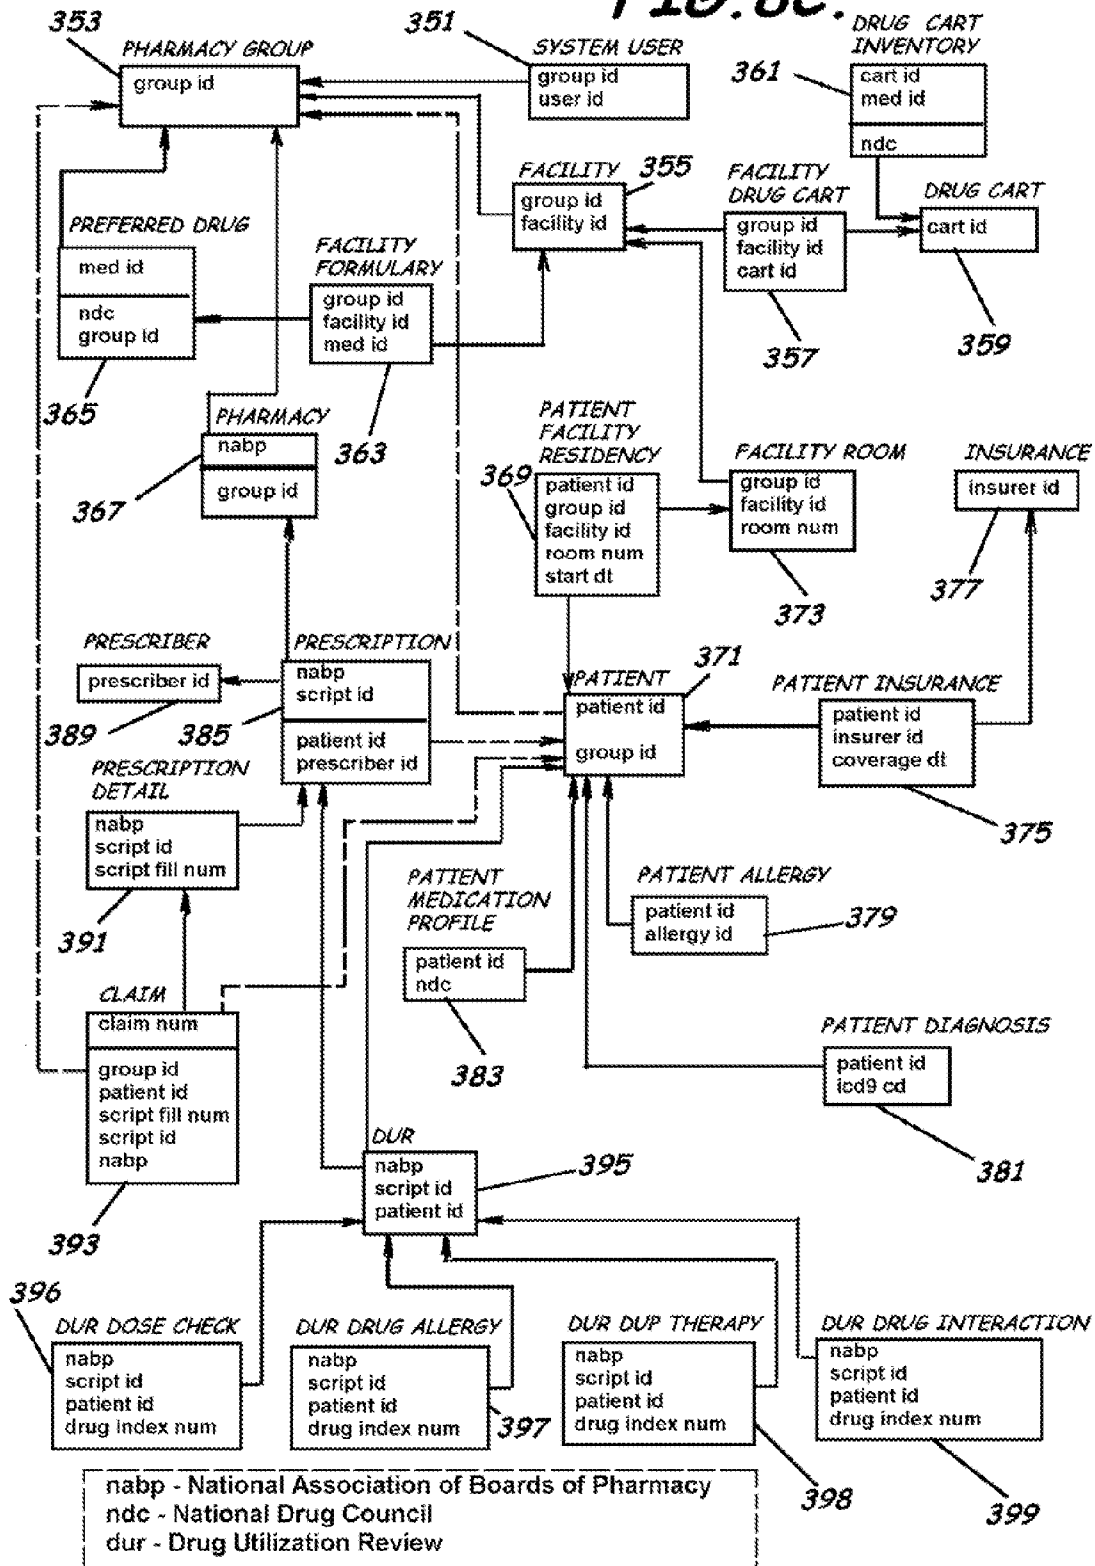 FIG. 8C.
353
PHARMACY GROUP
group id
351
SYSTEM USER
group id
user id
361
DRUG CART
INVENTORY
cart id
med id
ndc
FACILITY
355
group id
facility id
FACILITY
DRUG CART
group id
facility id
cart id
357
DRUG CART
cart id
359
PREFERRED DRUG
med id
ndc
group id
365
FACILITY
FORMULARY
group id
facility id
med id
363
PHARMACY
nabp
group id
367
PATIENT
FACILITY
RESIDENCY
369
patient id
group id
facility id
room num
start dt
FACILITY ROOM
group id
facility id
room num
373
INSURANCE
insurer id
377
PRESCRIBER
prescriber id
389
PRESCRIPTION
nabp
script id
patient id
prescriber id
385
PATIENT
371
patient id
group id
PATIENT INSURANCE
patient id
insurer id
coverage dt
375
PRESCRIPTION
DETAIL
nabp
script id
script fill num
391
PATIENT
MEDICATION
PROFILE
patient id
ndc
383
PATIENT ALLERGY
patient id
allergy id
379
CLAIM
claim num
group id
patient id
script fill num
script id
nabp
393
PATIENT DIAGNOSIS
patient id
icd9 cd
381
DUR
nabp
script id
patient id
395
396
DUR DOSE CHECK
nabp
script id
patient id
drug index num
DUR DRUG ALLERGY
nabp
script id
patient id
drug index num
397
DUR DUP THERAPY
nabp
script id
patient id
drug index num
398
DUR DRUG INTERACTION
nabp
script id
patient id
drug index num
399
nabp - National Association of Boards of Pharmacy
ndc - National Drug Council
dur - Drug Utilization Review